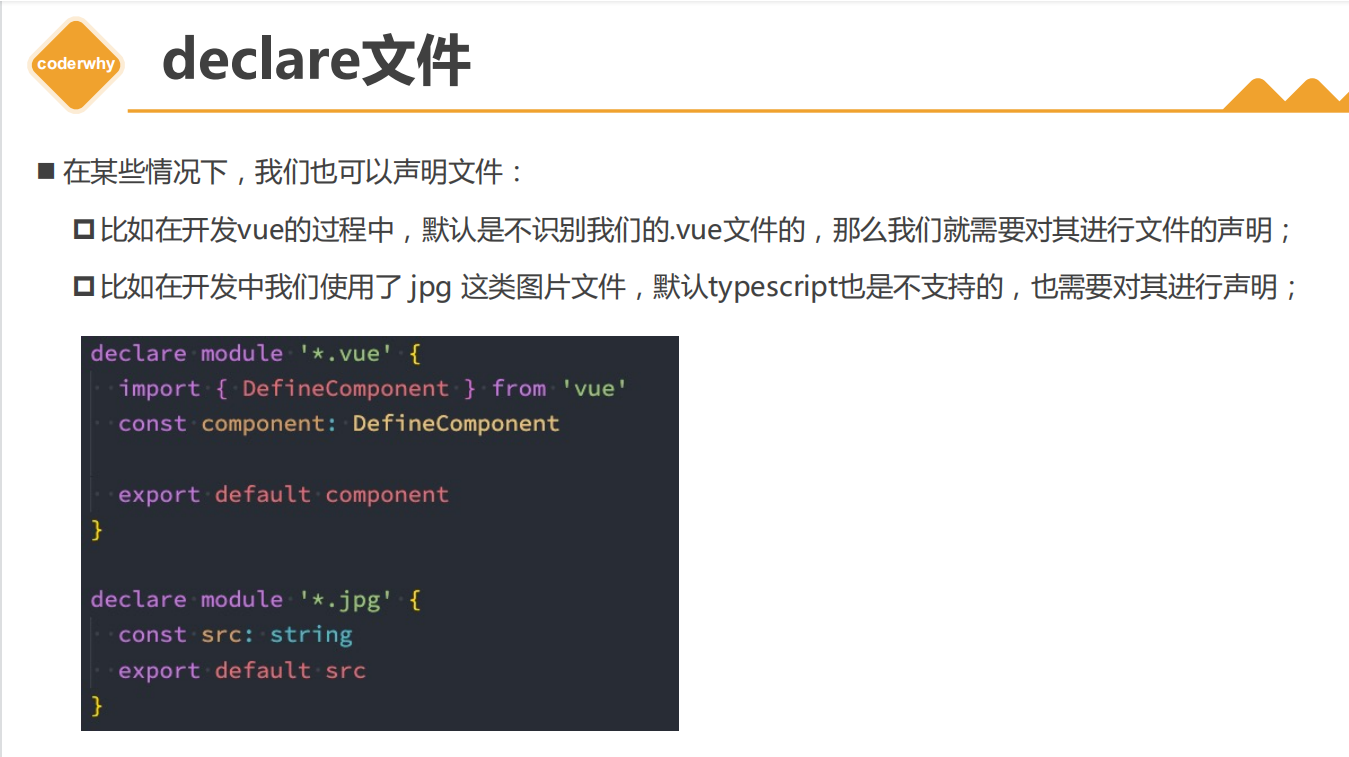 coderwhy
declare文件
在某些情况下，我们也可以声明文件：
比如在开发vue的过程中，默认是不识别我们的.vue文件的，那么我们就需要对其进行文件的声明；
比如在开发中我们使用了 jpg 这类图片文件，默认typescript也是不支持的，也需要对其进行声明；
declare module '*.vue' {
  import { DefineComponent } from 'vue'
  const component: DefineComponent
  export default component
}
declare module '*.jpg' {
  const src: string
  export default src
}